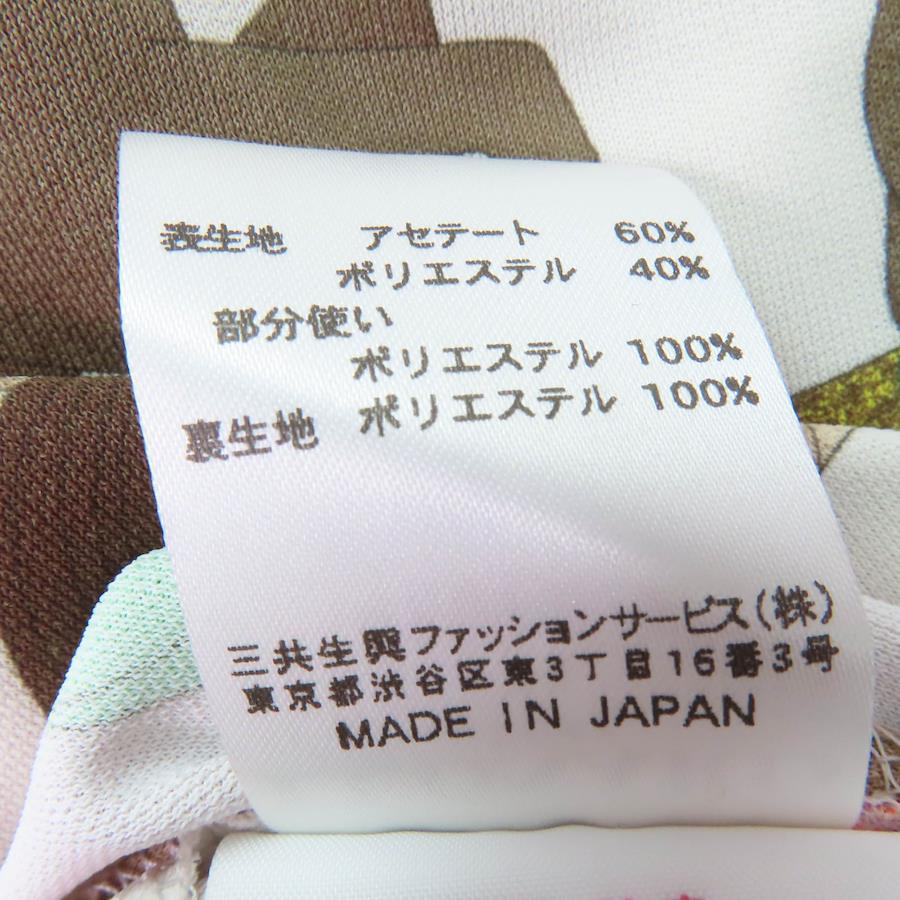 表生地 アセテート 60%
ポリエステル 40%
部分使い
ポリエステル 100%
裏生地 ポリエステル 100%
三共生興ファッションサービス(株)
東京都渋谷区東3丁目16番3号
MADE IN JAPAN